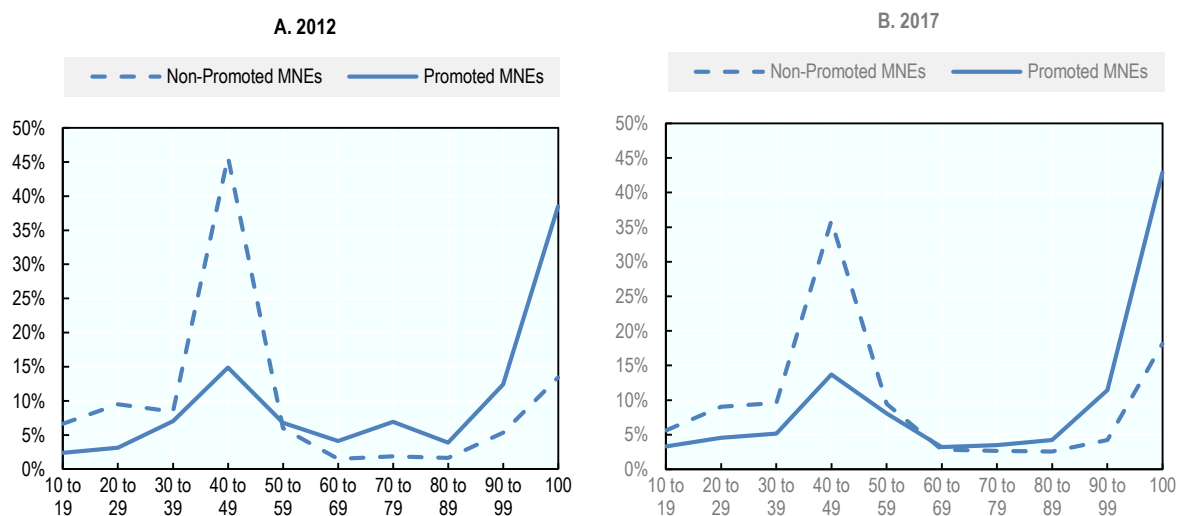 A. 2012
Non-Promoted MNEs Promoted MNEs
50%
45%
40%
35%
30%
25%
20%
15%
10%
5%
0%
10 to 20 to 30 to 40 to 50 to 60 to 70 to 80 to 90 to 100
19 29 39 49 59 69 79 89 99
B. 2017
Non-Promoted MNEs Promoted MNEs
50%
45%
40%
35%
30%
25%
20%
15%
10%
5%
0%
10 to 20 to 30 to 40 to 50 to 60 to 70 to 80 to 90 to 100
19 29 39 49 59 69 79 89 99